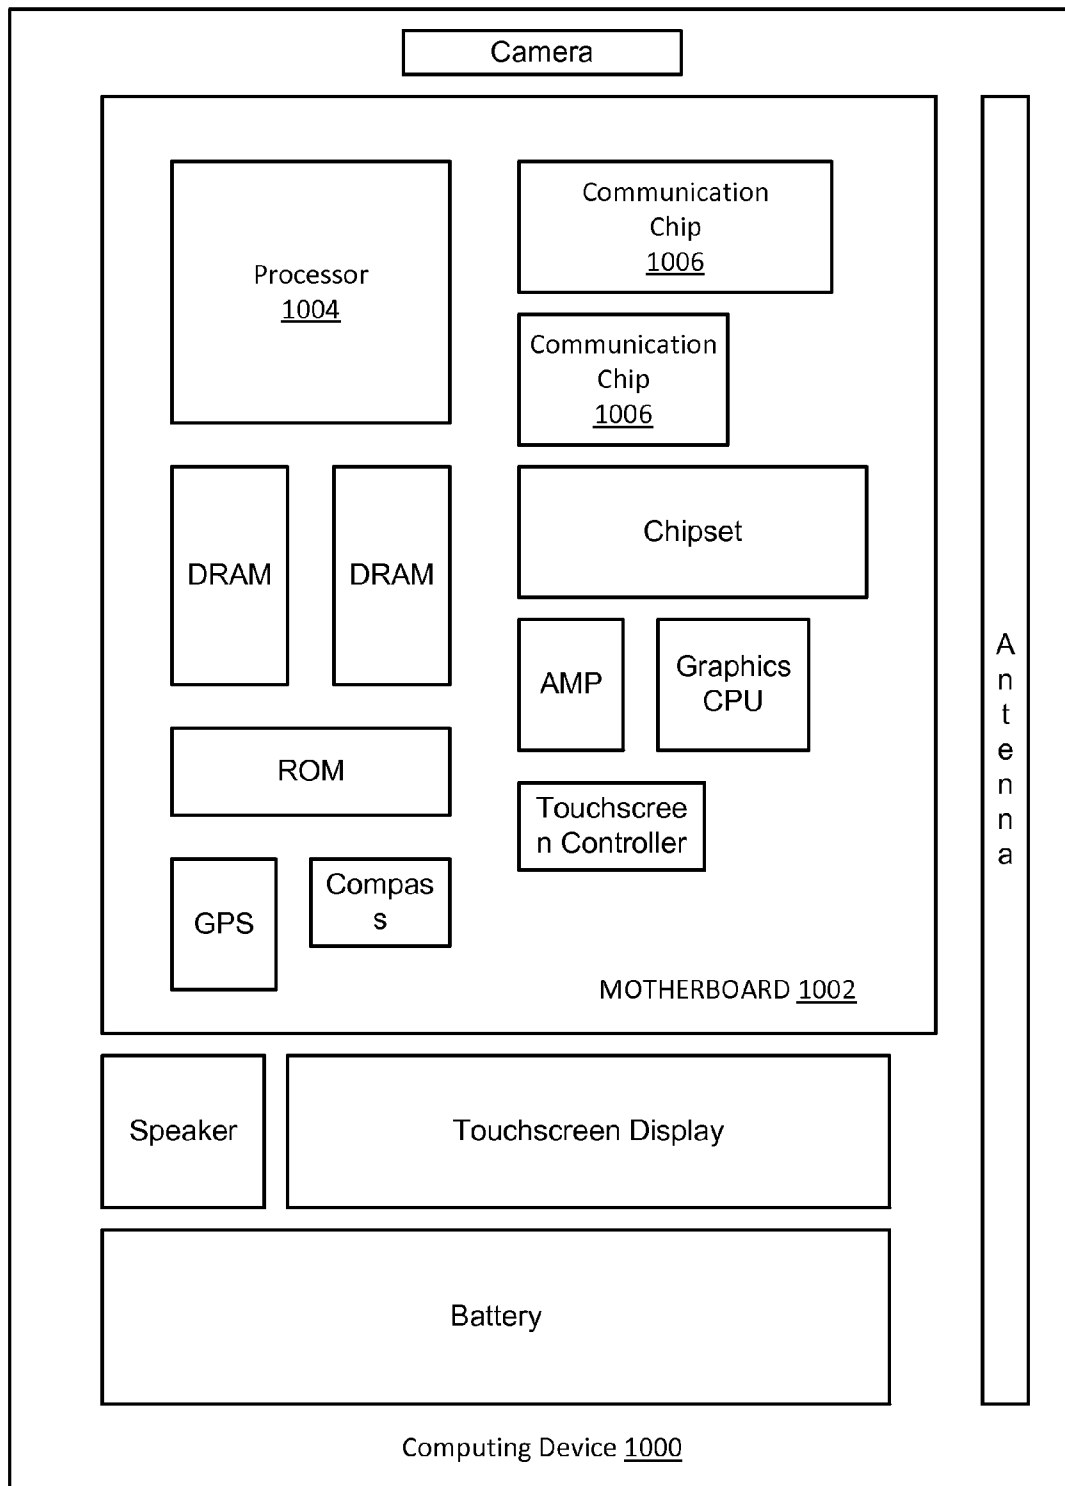 Camera
Processor
1004
Communication
Chip
1006
Communication
Chip
1006
DRAM
DRAM
Chipset
AMP
Graphics
CPU
ROM
Touchscree
n Controller
GPS
Compas
s
MOTHERBOARD 1002
A
n
t
e
n
n
a
Speaker
Touchscreen Display
Battery
Computing Device 1000